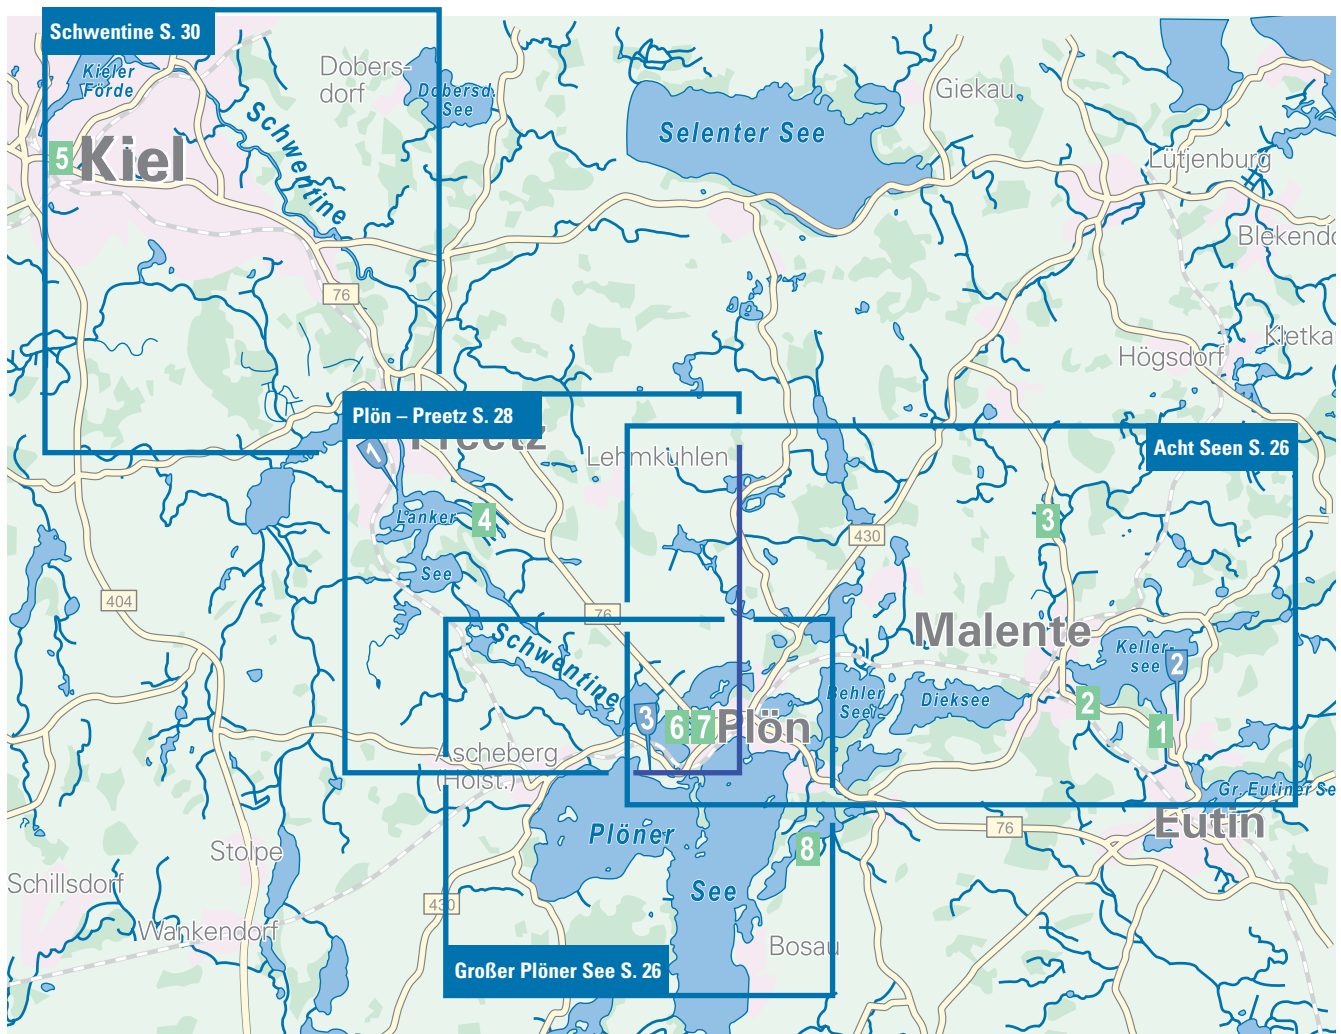 Schwentine S. 30
Kieler
Förde
Dobers-
dorf
Dobersd.
See
Schwentine
5
Kiel
Selenter See
Giekau
Lütjenburg
Blekendo
76
Kletka
Högsdorf
Plön – Preetz S. 28
Preetz
1
Lehmkuhlen
Acht Seen S. 26
Lanker
See
4
3
430
404
76
Schwentine
Malente
Keller-
see
2
Behler
See
Dieksee
2
1
3
6
7
Plön
Ascheberg
(Holst.)
Gr. Eutiner Se
Eutin
76
Plöner
See
8
Stolpe
Schillsdorf
430
Wankendorf
Bosau
Großer Plöner See S. 26